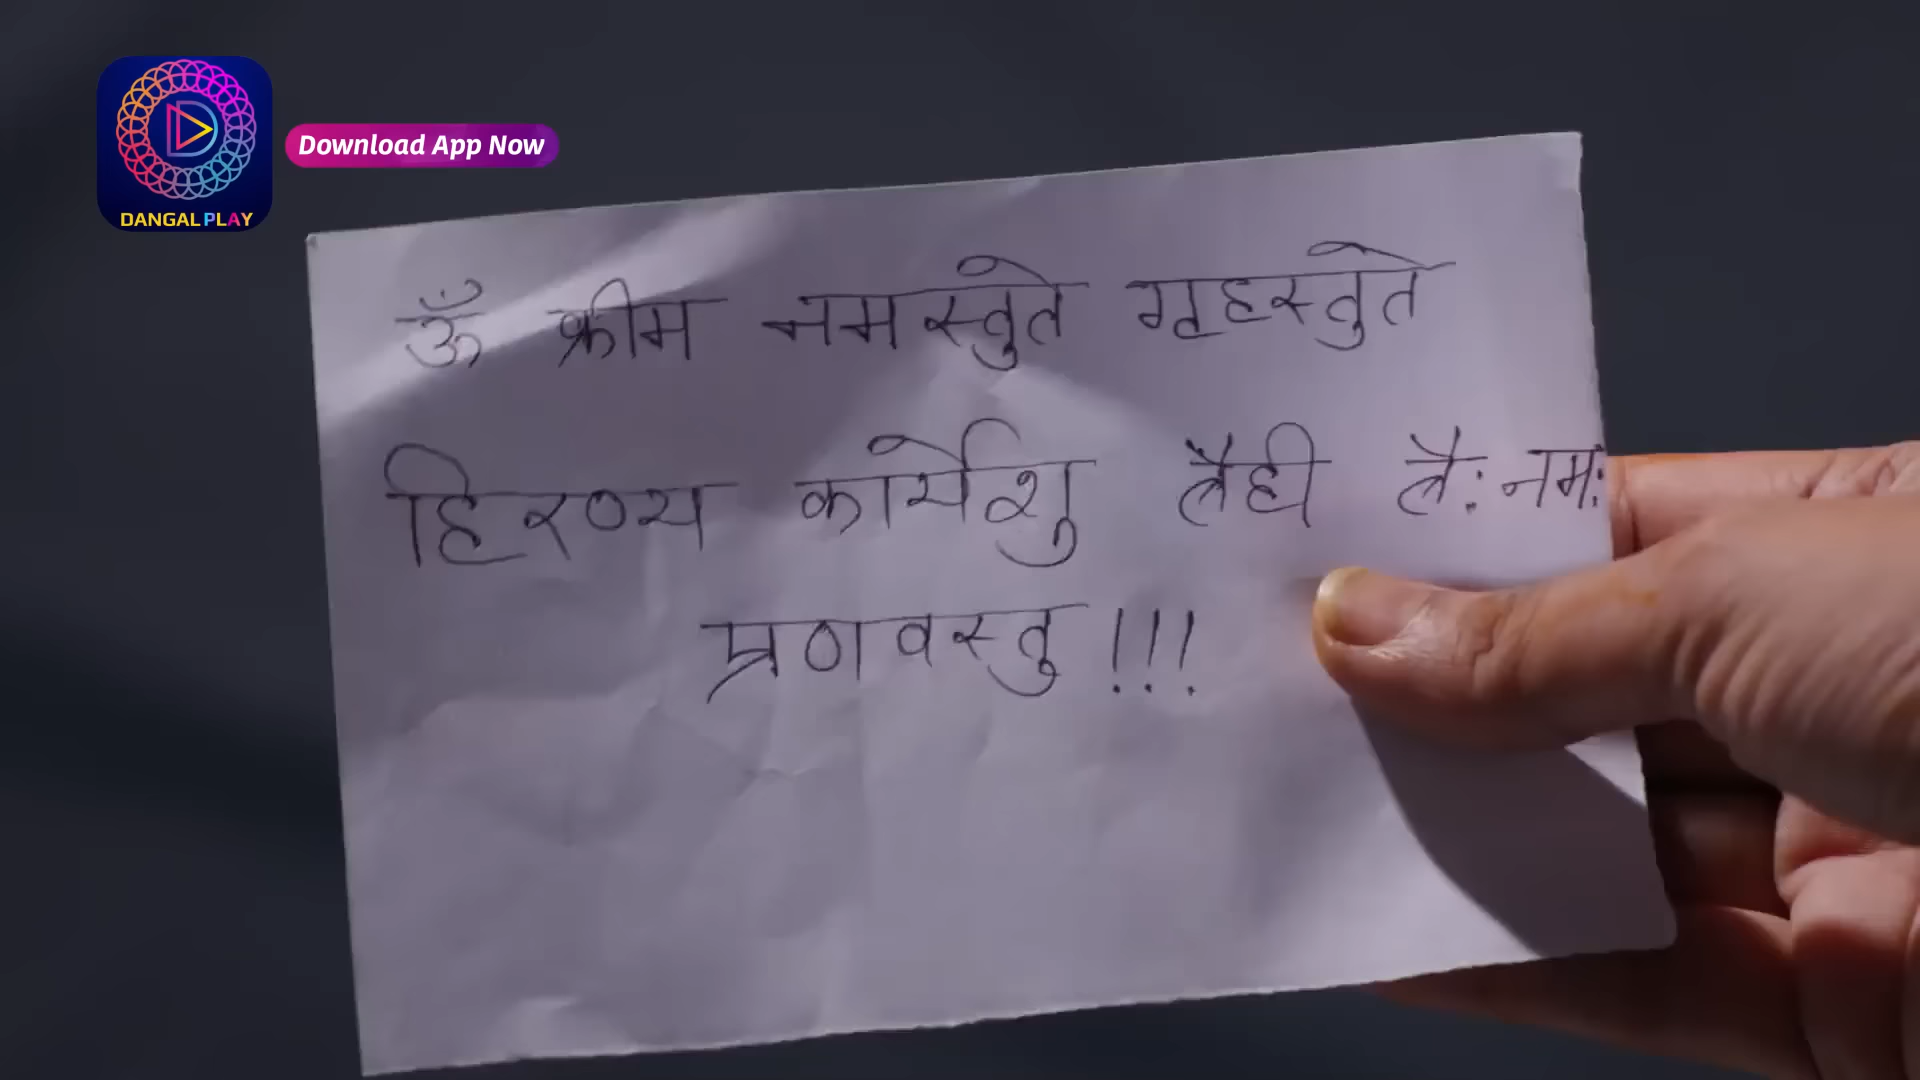 DANGAL PLAY
Download App Now
ॐ क्रीम नमस्तुते गृहस्तुते
हिरण्य कार्येशु त्रैही त्रै: नम:
प्रणवस्तु !!!